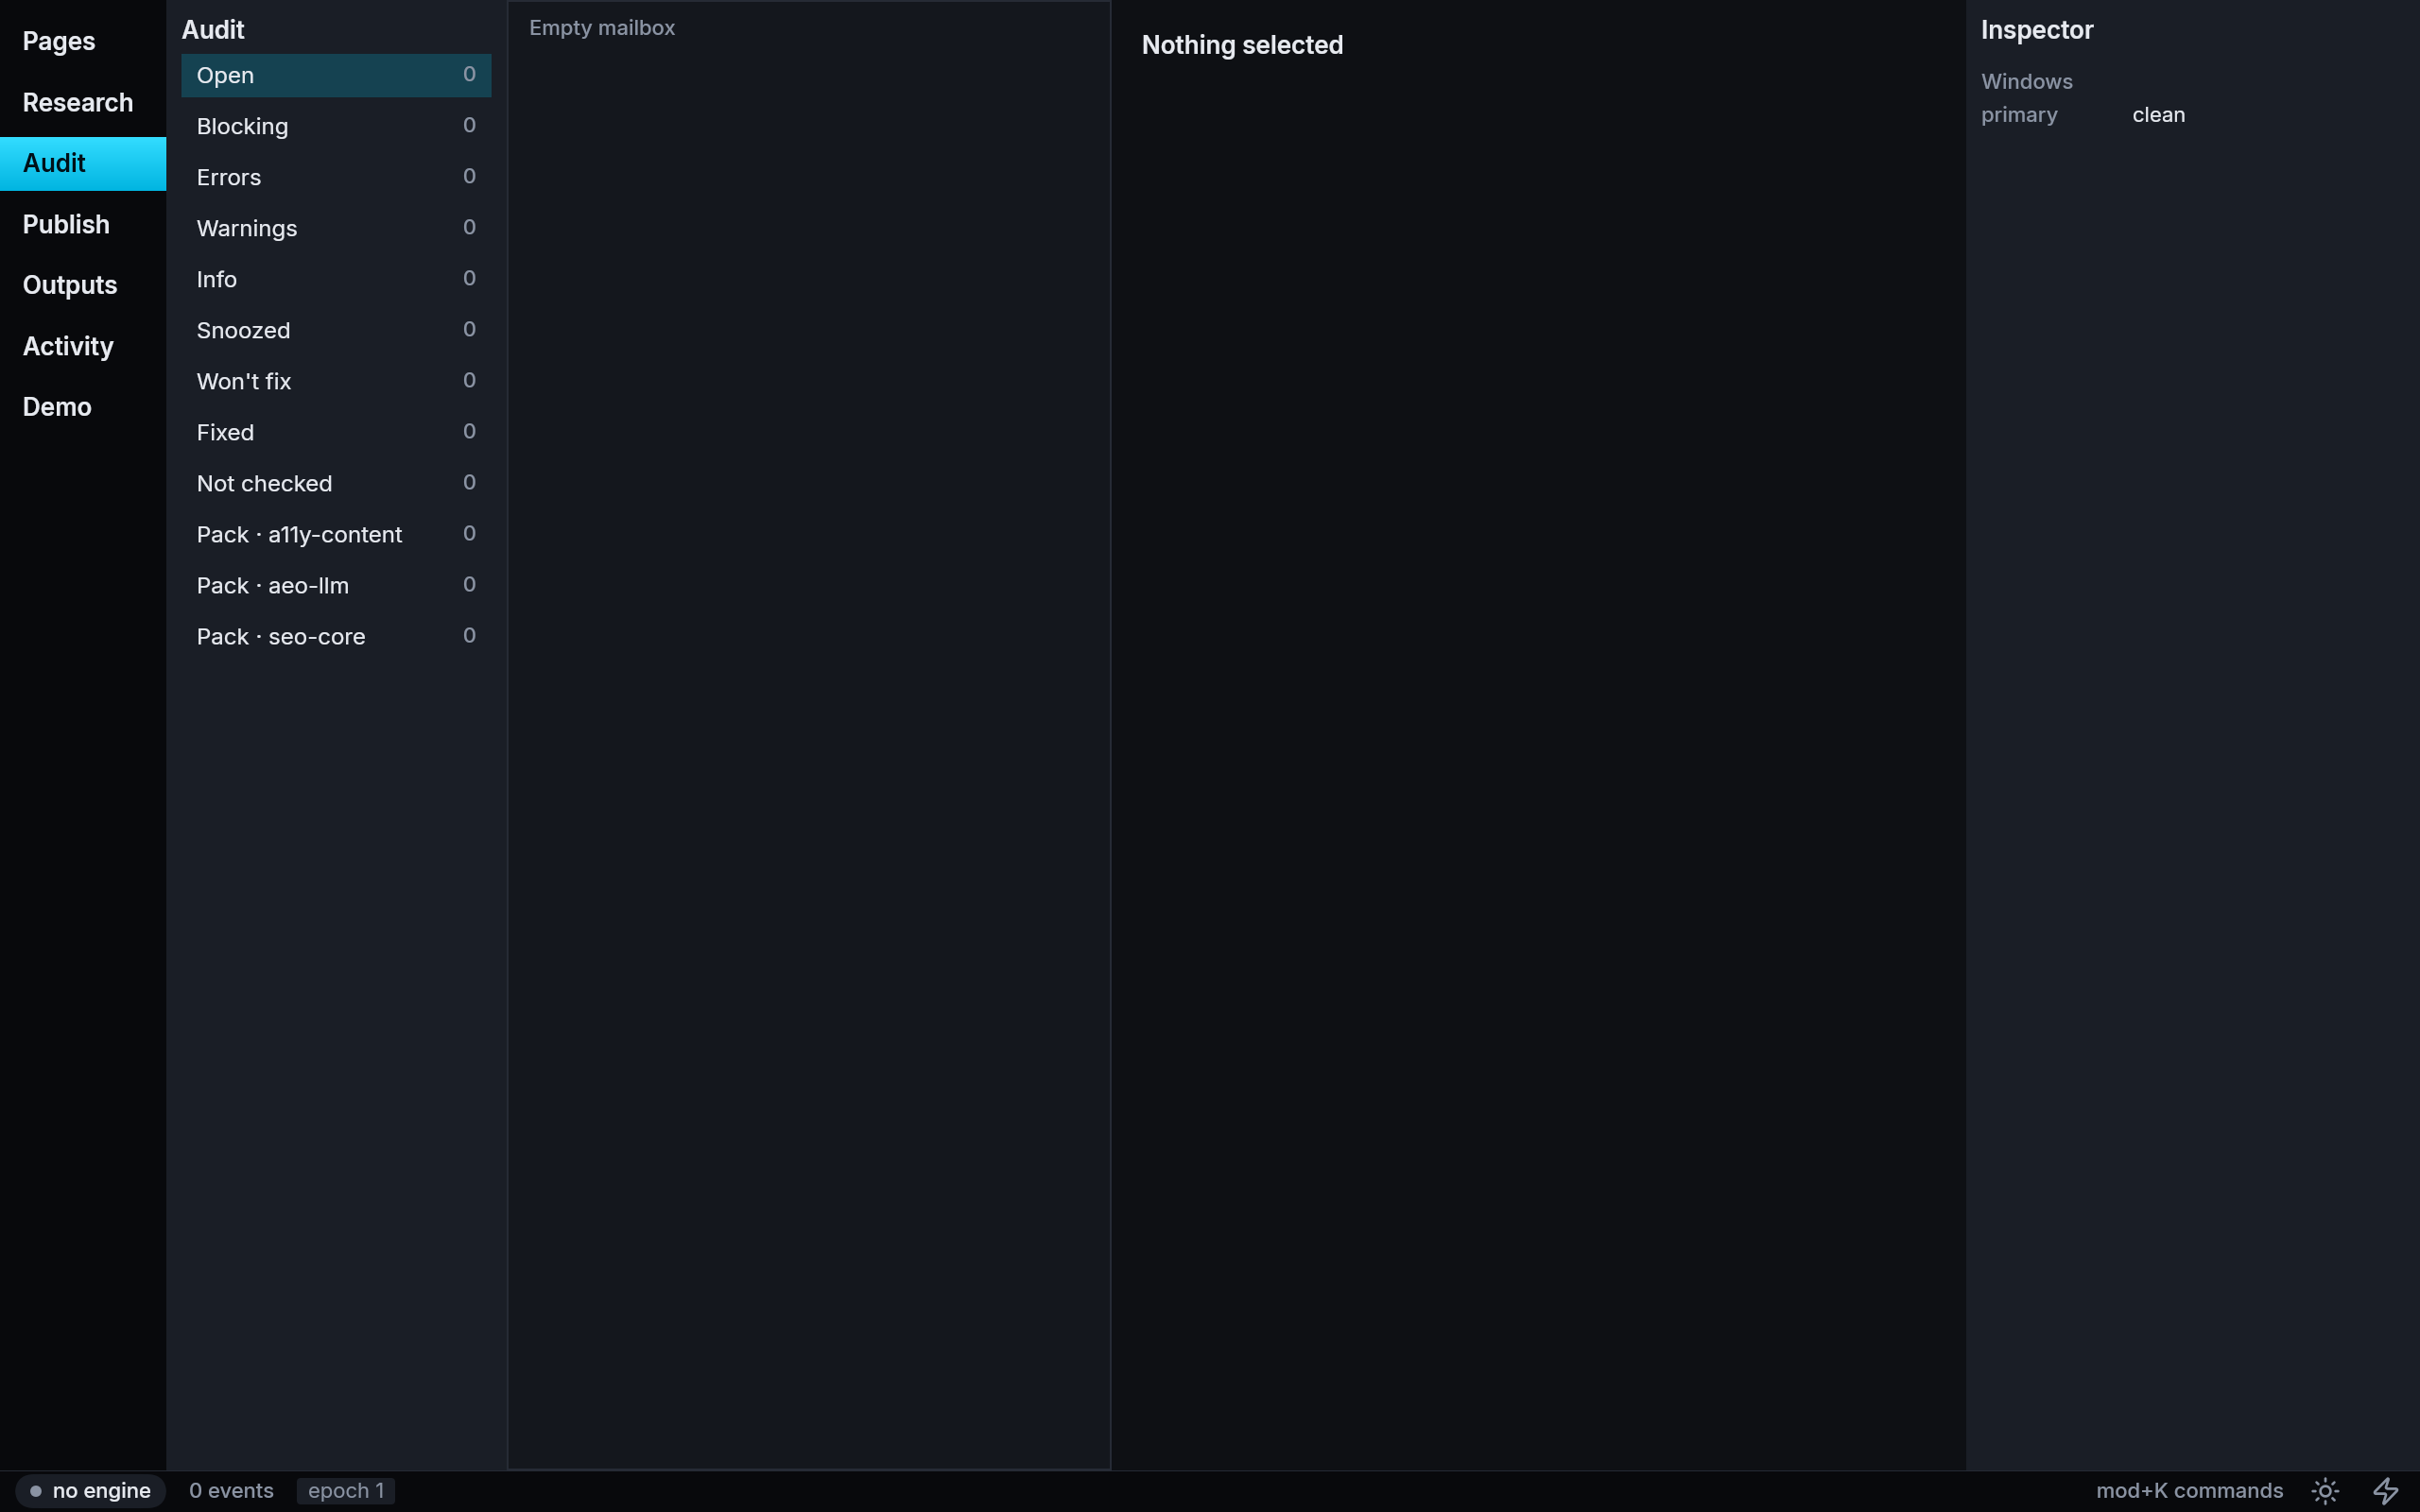 Pages
Research
Audit
Publish
Outputs
Activity
Demo
Audit
Open 0
Blocking 0
Errors 0
Warnings 0
Info 0
Snoozed 0
Won't fix 0
Fixed 0
Not checked 0
Pack · a11y-content 0
Pack · aeo-llm 0
Pack · seo-core 0
Empty mailbox
Nothing selected
Inspector
Windows
primary clean
no engine 0 events epoch 1 mod+K commands